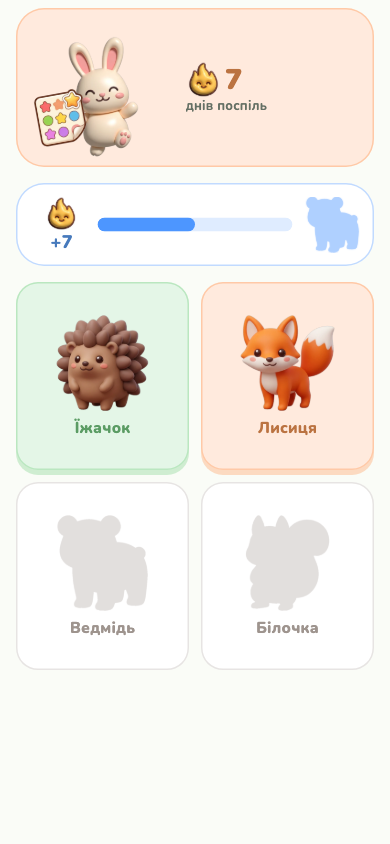 7
днів поспіль
+7
Їжачок
Лисиця
Ведмідь
Білочка